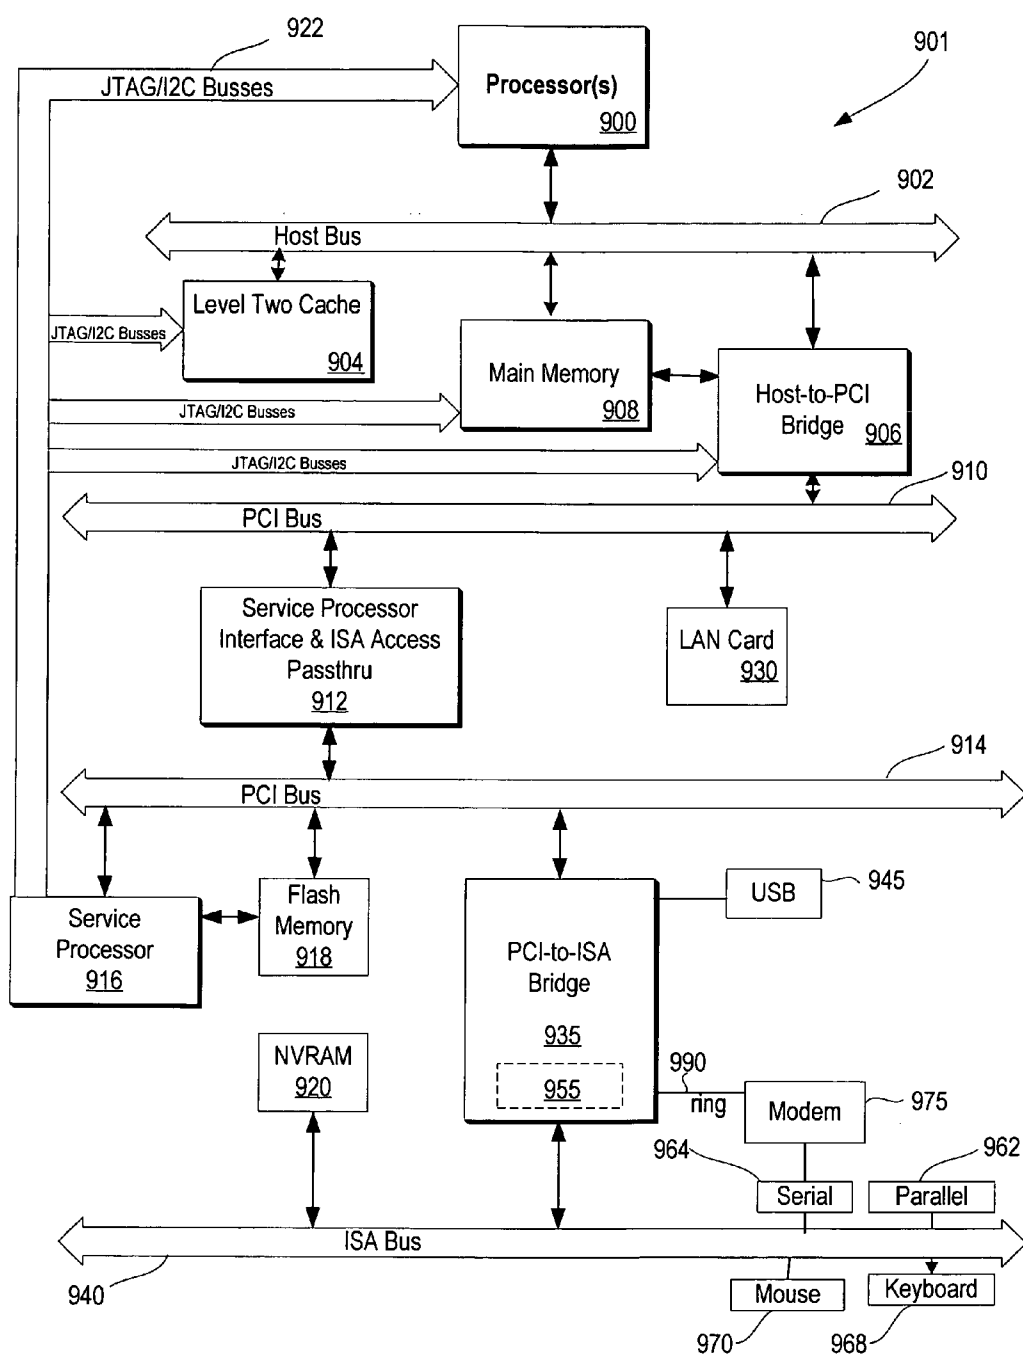 922
901
JTAG/I2C Busses
Processor(s)
900
902
Host Bus
Level Two Cache
904
JTAG/I2C Busses
Main Memory
908
Host-to-PCI
Bridge
906
JTAG/I2C Busses
JTAG/I2C Busses
910
PCI Bus
Service Processor
Interface & ISA Access
Passthru
912
LAN Card
930
914
PCI Bus
Service
Processor
916
Flash
Memory
918
PCI-to-ISA
Bridge
935
955
USB
945
NVRAM
920
990
ring
Modem
975
964
962
Serial
Parallel
ISA Bus
940
Mouse
Keyboard
970
968